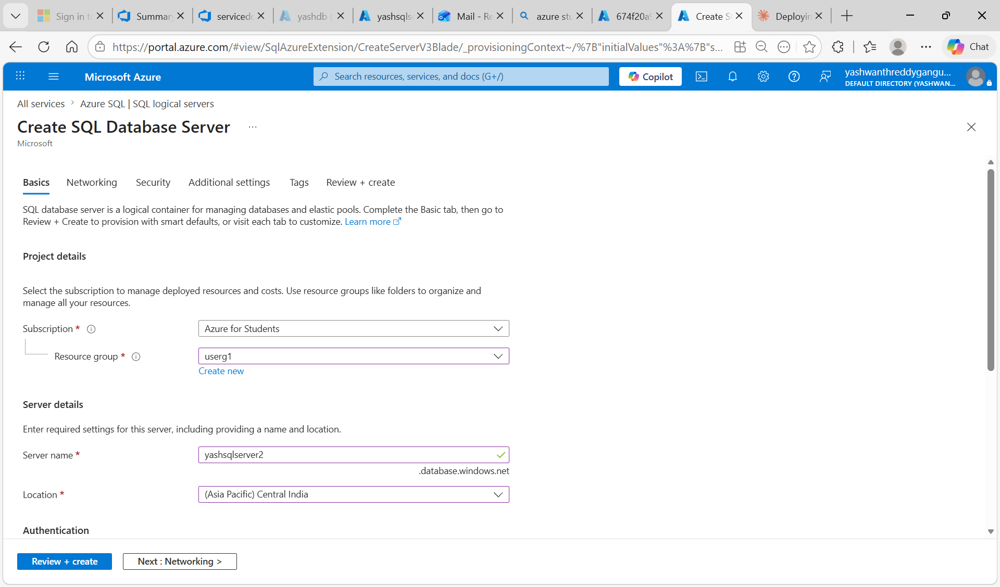 Sign in to
Summar
servicede
yashdb (
yashsqlse
Mail - Re
azure stu
674f20a9
Create S
Deployin
https://portal.azure.com/#view/SqlAzureExtension/CreateServerV3Blade/_provisioningContext~/%7B"initialValues"%3A%7B"s...
Chat
Microsoft Azure
Search resources, services, and docs (G+/)
Copilot
yashwanthreddygangu...
DEFAULT DIRECTORY (YASHWAN...
All services > Azure SQL | SQL logical servers
Create SQL Database Server ...
Microsoft
Basics Networking Security Additional settings Tags Review + create
SQL database server is a logical container for managing databases and elastic pools. Complete the Basic tab, then go to
Review + Create to provision with smart defaults, or visit each tab to customize. Learn more
Project details
Select the subscription to manage deployed resources and costs. Use resource groups like folders to organize and
manage all your resources.
Subscription *
Azure for Students
Resource group *
userg1
Create new
Server details
Enter required settings for this server, including providing a name and location.
Server name *
yashsqlserver2
.database.windows.net
Location *
(Asia Pacific) Central India
Authentication
Review + create
Next : Networking >